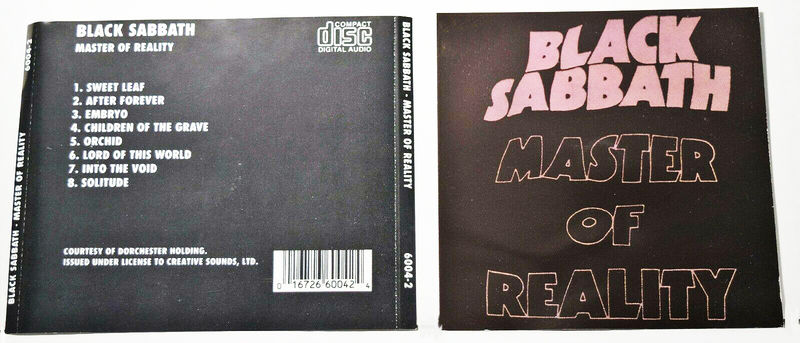 6004-2
BLACK SABBATH · MASTER OF REALITY
BLACK SABBATH
MASTER OF REALITY
COMPACT
disc
DIGITAL AUDIO
1. SWEET LEAF
2. AFTER FOREVER
3. EMBRYO
4. CHILDREN OF THE GRAVE
5. ORCHID
6. LORD OF THIS WORLD
7. INTO THE VOID
8. SOLITUDE
COURTESY OF DORCHESTER HOLDING.
ISSUED UNDER LICENSE TO CREATIVE SOUNDS, LTD.
0 16726 60042 4
BLACK SABBATH · MASTER OF REALITY
6004-2
BLACK
SABBATH
MASTER
OF
REALITY